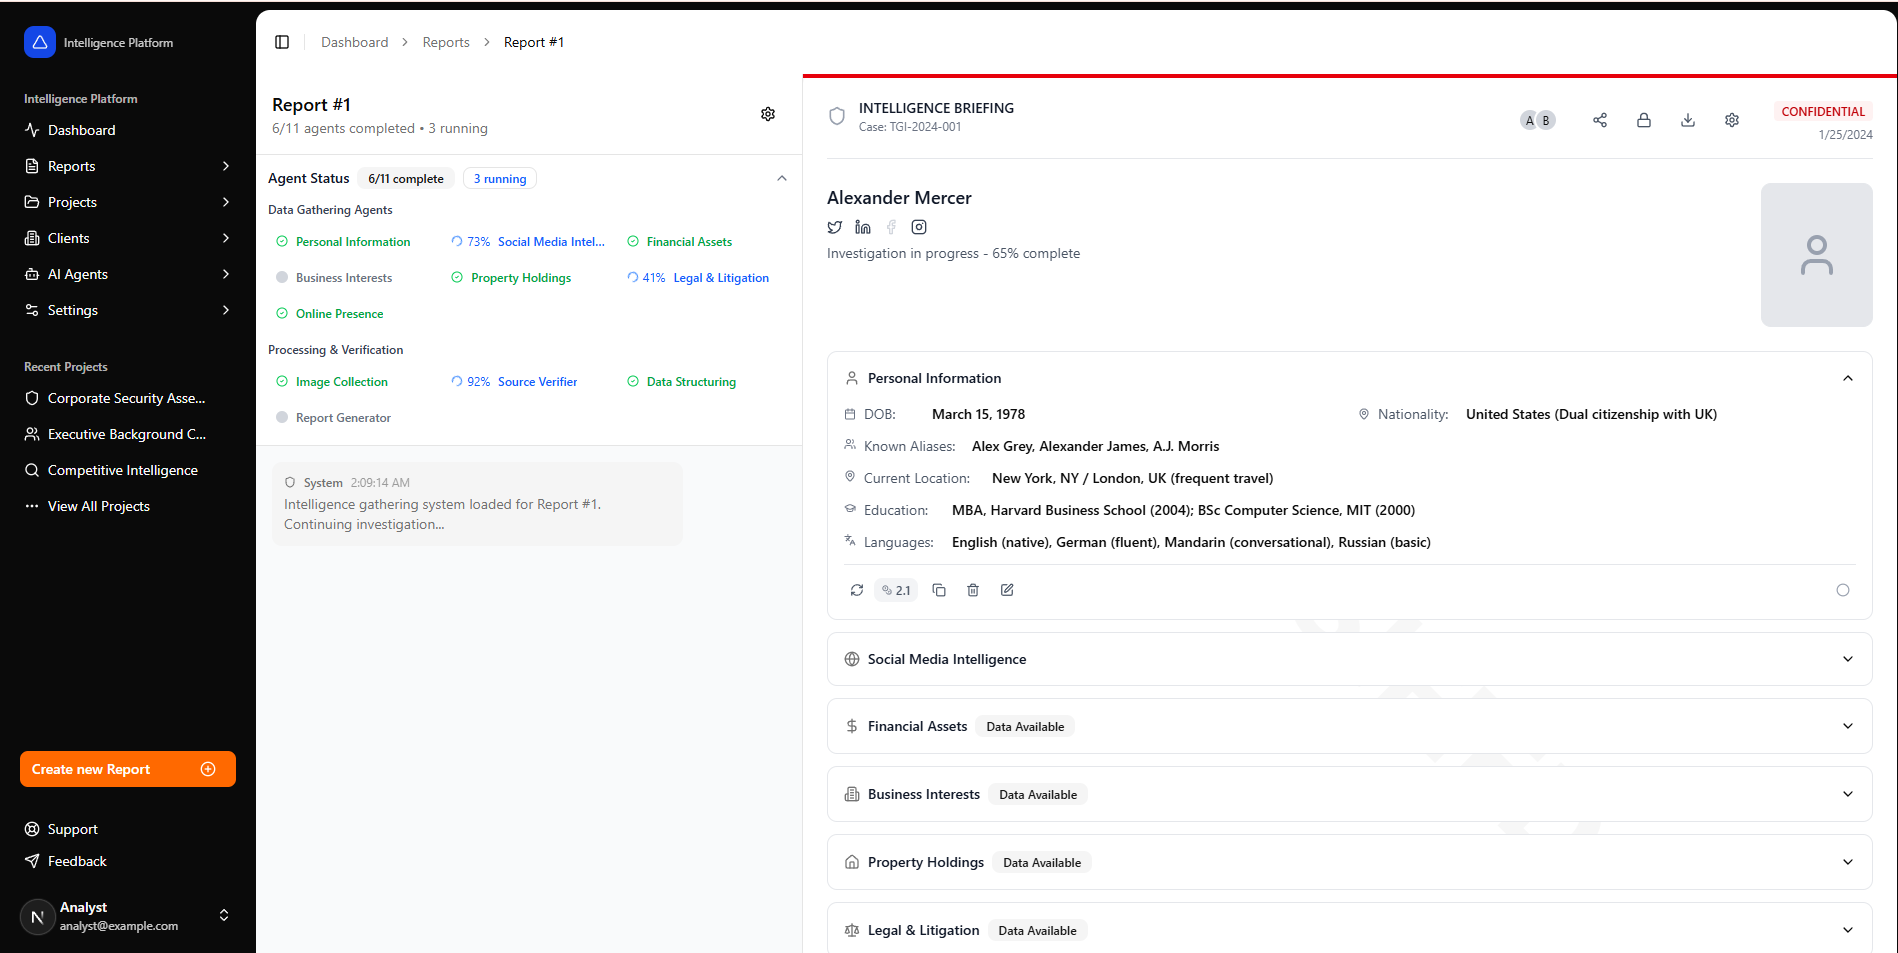 Intelligence Platform
Intelligence Platform
Dashboard
Reports
Projects
Clients
AI Agents
Settings
Recent Projects
Corporate Security Asse...
Executive Background C...
Competitive Intelligence
View All Projects
Create new Report
Support
Feedback
N
Analyst
analyst@example.com
Dashboard > Reports > Report #1
Report #1
6/11 agents completed • 3 running
Agent Status 6/11 complete 3 running
Data Gathering Agents
Personal Information 73% Social Media Intel... Financial Assets
Business Interests Property Holdings 41% Legal & Litigation
Online Presence
Processing & Verification
Image Collection 92% Source Verifier Data Structuring
Report Generator
System 2:09:14 AM
Intelligence gathering system loaded for Report #1.
Continuing investigation...
INTELLIGENCE BRIEFING
Case: TGI-2024-001
A B
CONFIDENTIAL
1/25/2024
Alexander Mercer
Investigation in progress - 65% complete
Personal Information
DOB: March 15, 1978 Nationality: United States (Dual citizenship with UK)
Known Aliases: Alex Grey, Alexander James, A.J. Morris
Current Location: New York, NY / London, UK (frequent travel)
Education: MBA, Harvard Business School (2004); BSc Computer Science, MIT (2000)
Languages: English (native), German (fluent), Mandarin (conversational), Russian (basic)
2.1
Social Media Intelligence
Financial Assets Data Available
Business Interests Data Available
Property Holdings Data Available
Legal & Litigation Data Available